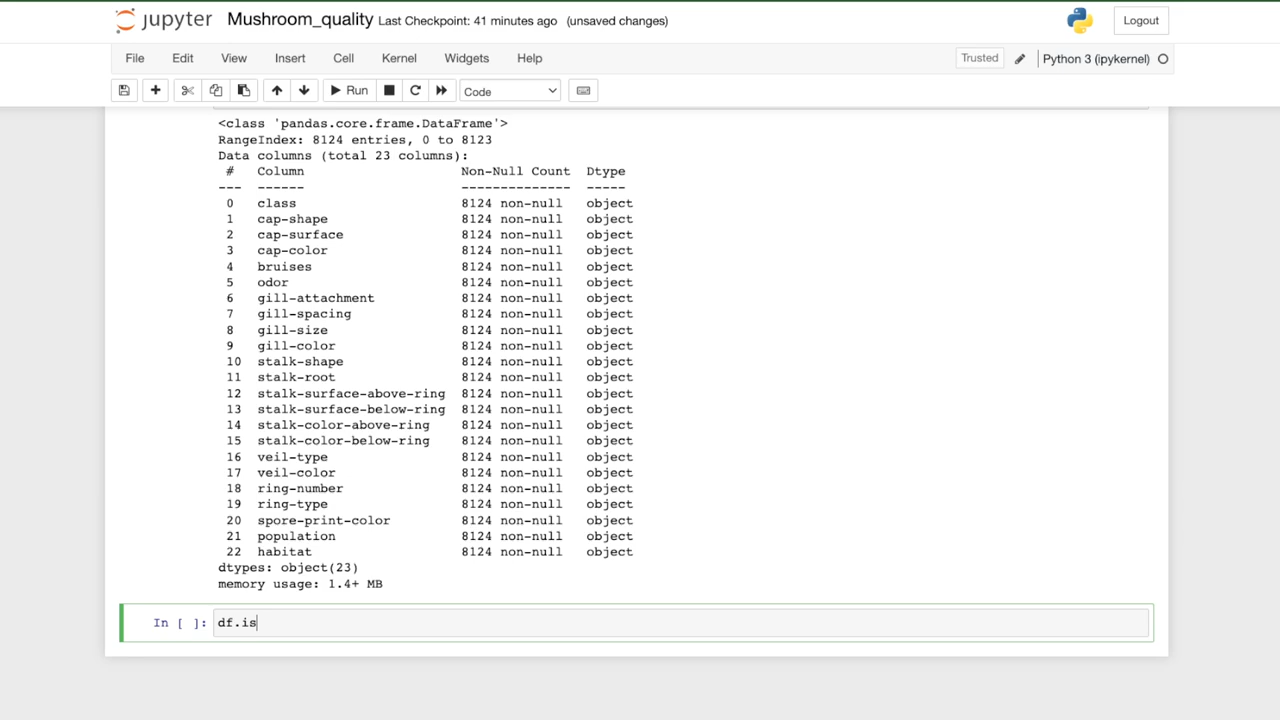 jupyter Mushroom_quality Last Checkpoint: 41 minutes ago (unsaved changes) Logout
File Edit View Insert Cell Kernel Widgets Help Trusted Python 3 (ipykernel)
Run Code
<class 'pandas.core.frame.DataFrame'>
RangeIndex: 8124 entries, 0 to 8123
Data columns (total 23 columns):
# Column Non-Null Count Dtype
--- ------ -------------- -----
0 class 8124 non-null object
1 cap-shape 8124 non-null object
2 cap-surface 8124 non-null object
3 cap-color 8124 non-null object
4 bruises 8124 non-null object
5 odor 8124 non-null object
6 gill-attachment 8124 non-null object
7 gill-spacing 8124 non-null object
8 gill-size 8124 non-null object
9 gill-color 8124 non-null object
10 stalk-shape 8124 non-null object
11 stalk-root 8124 non-null object
12 stalk-surface-above-ring 8124 non-null object
13 stalk-surface-below-ring 8124 non-null object
14 stalk-color-above-ring 8124 non-null object
15 stalk-color-below-ring 8124 non-null object
16 veil-type 8124 non-null object
17 veil-color 8124 non-null object
18 ring-number 8124 non-null object
19 ring-type 8124 non-null object
20 spore-print-color 8124 non-null object
21 population 8124 non-null object
22 habitat 8124 non-null object
dtypes: object(23)
memory usage: 1.4+ MB
In [ ]: df.is